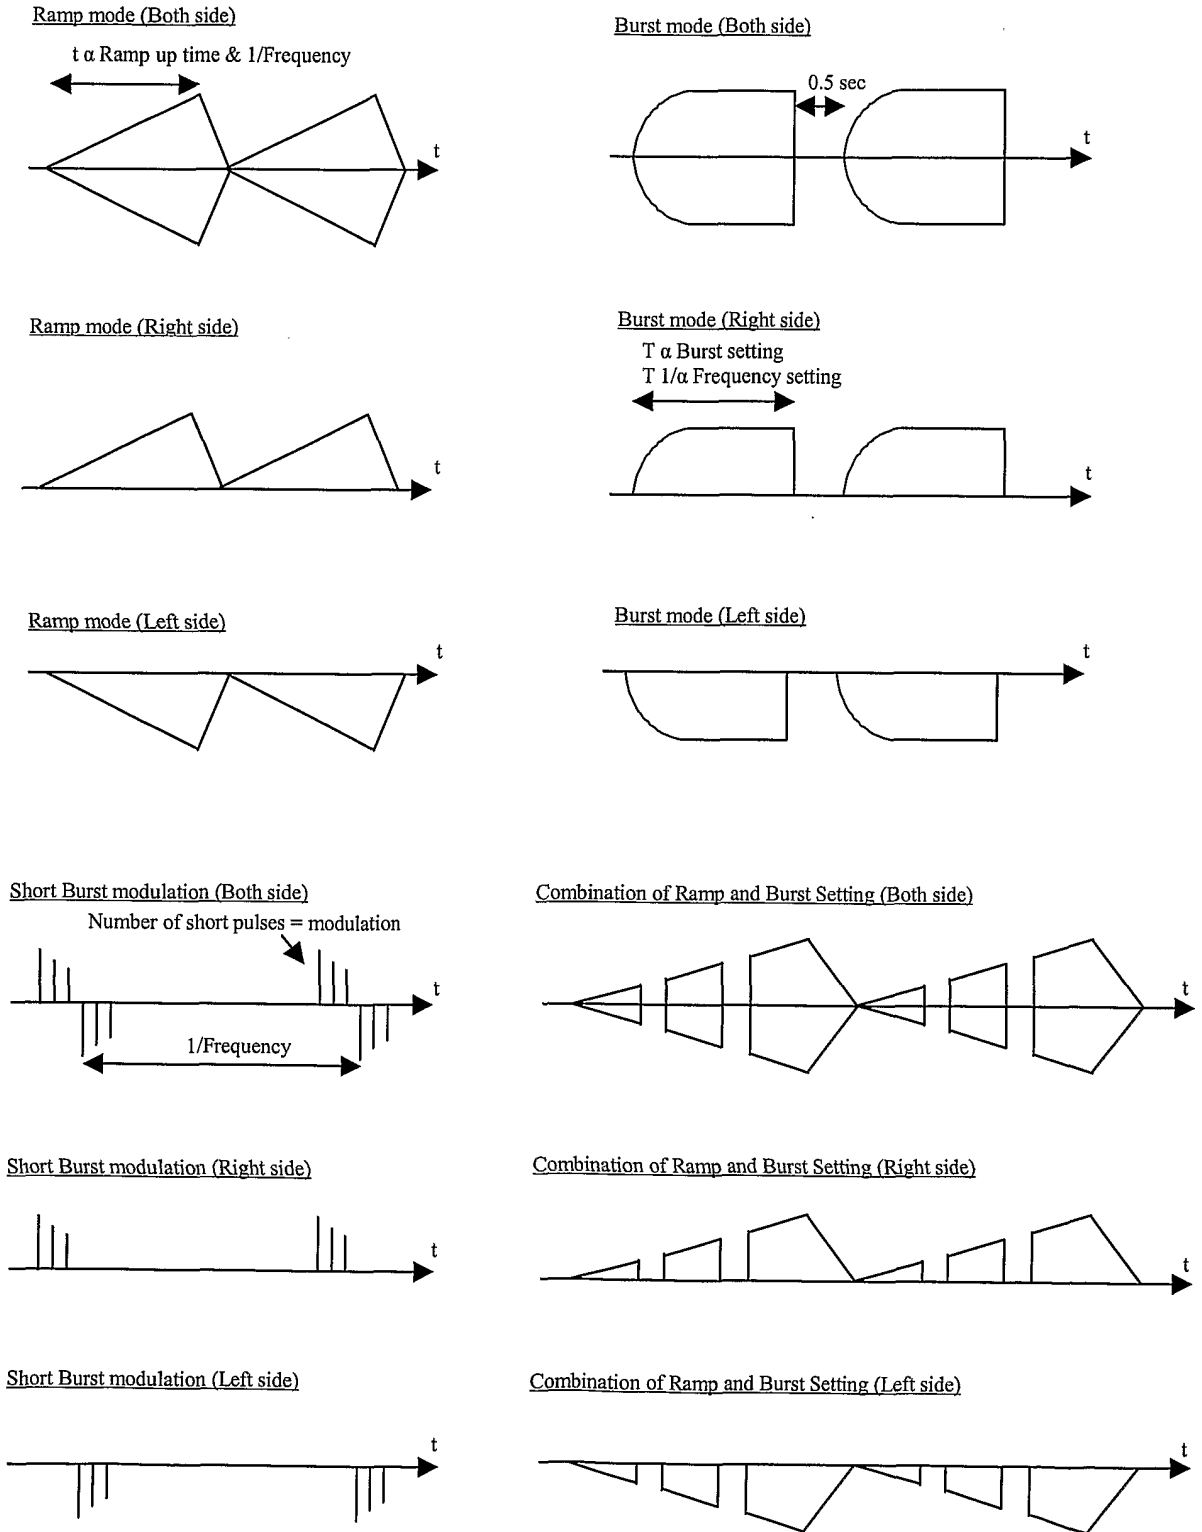 Ramp mode (Both side)
t α Ramp up time & 1/Frequency
t
Burst mode (Both side)
0.5 sec
t
Ramp mode (Right side)
t
Burst mode (Right side)
T α Burst setting
T 1/α Frequency setting
t
Ramp mode (Left side)
t
Burst mode (Left side)
t
Short Burst modulation (Both side)
Number of short pulses = modulation
t
1/Frequency
Combination of Ramp and Burst Setting (Both side)
t
Short Burst modulation (Right side)
t
Combination of Ramp and Burst Setting (Right side)
t
Short Burst modulation (Left side)
t
Combination of Ramp and Burst Setting (Left side)
t